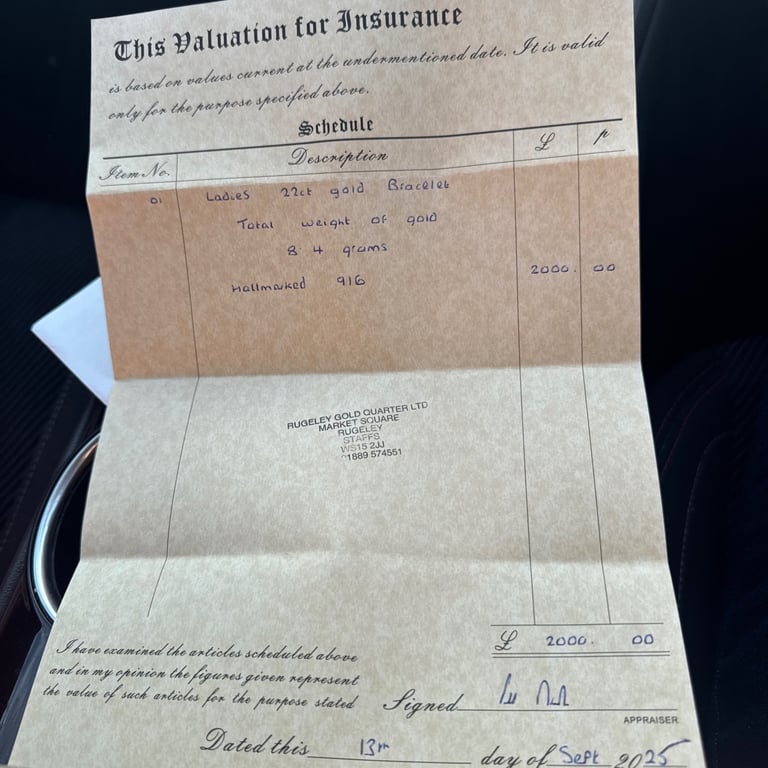 This Valuation for Insurance
is based on values current at the undermentioned date. It is valid
only for the purpose specified above.
Schedule
Item No. Description £ p
01 Ladies 22ct gold Bracelet
Total weight of gold
8.4 grams
Hallmarked 916 2000. 00
RUGELEY GOLD QUARTER LTD
MARKET SQUARE
RUGELEY
STAFFS
WS15 2JJ
01889 574551
£ 2000. 00
I have examined the articles scheduled above
and in my opinion the figures given represent
the value of such articles for the purpose stated
Signed
APPRAISER
Dated this 13th day of Sept 2025